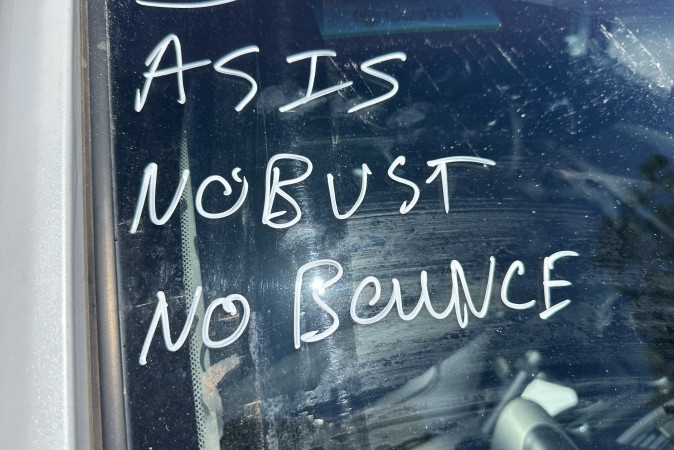 AS IS
NO BUST
NO BOUNCE